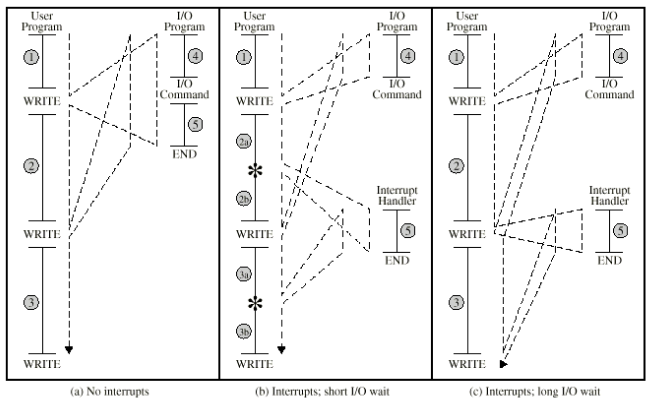 User
Program
I/O
Program
1
4
I/O
Command
WRITE
5
END
2
WRITE
3
WRITE
(a) No interrupts
User
Program
I/O
Program
1
4
I/O
Command
WRITE
2a
*
2b
Interrupt
Handler
5
WRITE
END
3a
*
3b
WRITE
(b) Interrupts; short I/O wait
User
Program
I/O
Program
1
4
I/O
Command
WRITE
2
Interrupt
Handler
5
WRITE
END
3
WRITE
(c) Interrupts; long I/O wait